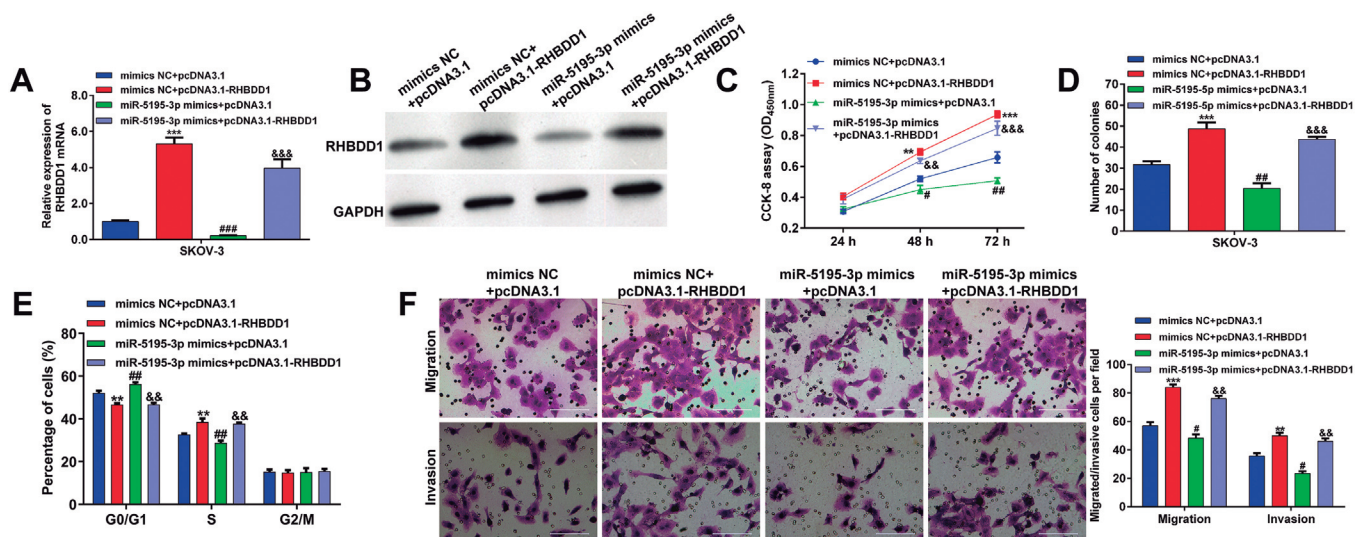 A
mimics NC+pcDNA3.1
mimics NC+pcDNA3.1-RHBDD1
miR-5195-3p mimics+pcDNA3.1
miR-5195-3p mimics+pcDNA3.1-RHBDD1
Relative expression of
RHBDD1 mRNA
8.0
6.0
4.0
2.0
0.0
***
###
&&&
SKOV-3
B
mimics NC
+pcDNA3.1
mimics NC+
pcDNA3.1-RHBDD1
miR-5195-3p mimics
+pcDNA3.1
miR-5195-3p mimics
+pcDNA3.1-RHBDD1
RHBDD1
GAPDH
C
mimics NC+pcDNA3.1
mimics NC+pcDNA3.1-RHBDD1
miR-5195-3p mimics+pcDNA3.1
miR-5195-3p mimics
+pcDNA3.1-RHBDD1
CCK-8 assay (OD450nm)
1.2
1.0
0.8
0.6
0.4
0.2
**
&&
#
***
&&&
##
24 h
48 h
72 h
D
mimics NC+pcDNA3.1
mimics NC+pcDNA3.1-RHBDD1
miR-5195-5p mimics+pcDNA3.1
miR-5195-5p mimics+pcDNA3.1-RHBDD1
Number of colonies
70
60
50
40
30
20
10
0
***
##
&&&
SKOV-3
E
mimics NC+pcDNA3.1
mimics NC+pcDNA3.1-RHBDD1
miR-5195-3p mimics+pcDNA3.1
miR-5195-3p mimics+pcDNA3.1-RHBDD1
Percentage of cells (%)
80
60
40
20
0
**
##
&&
**
##
&&
G0/G1
S
G2/M
F
mimics NC
+pcDNA3.1
mimics NC+
pcDNA3.1-RHBDD1
miR-5195-3p mimics
+pcDNA3.1
miR-5195-3p mimics
+pcDNA3.1-RHBDD1
Migration
Invasion
mimics NC+pcDNA3.1
mimics NC+pcDNA3.1-RHBDD1
miR-5195-3p mimics+pcDNA3.1
miR-5195-3p mimics+pcDNA3.1-RHBDD1
Migrated/invasive cells per field
100
80
60
40
20
0
***
#
&&
**
#
&&
Migration
Invasion